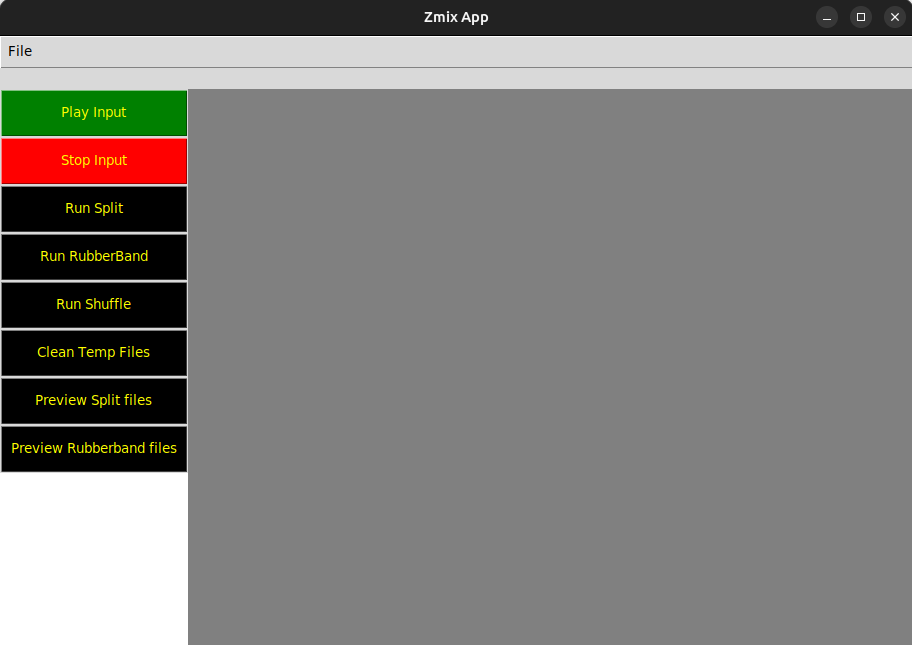 Zmix App
File
Play Input
Stop Input
Run Split
Run RubberBand
Run Shuffle
Clean Temp Files
Preview Split files
Preview Rubberband files